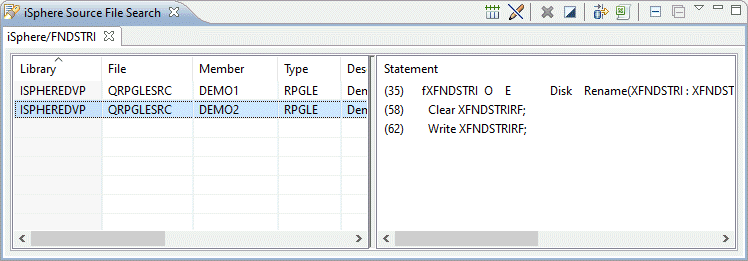 iSphere Source File Search
iSphere/FNDSTRI
Library File Member Type Des
ISPHEREDVP QRPGLESRC DEMO1 RPGLE Den
ISPHEREDVP QRPGLESRC DEMO2 RPGLE Den
Statement
(35) fXFNDSTRI O E Disk Rename(XFNDSTRI : XFNDST
(58) Clear XFNDSTRIRF;
(62) Write XFNDSTRIRF;